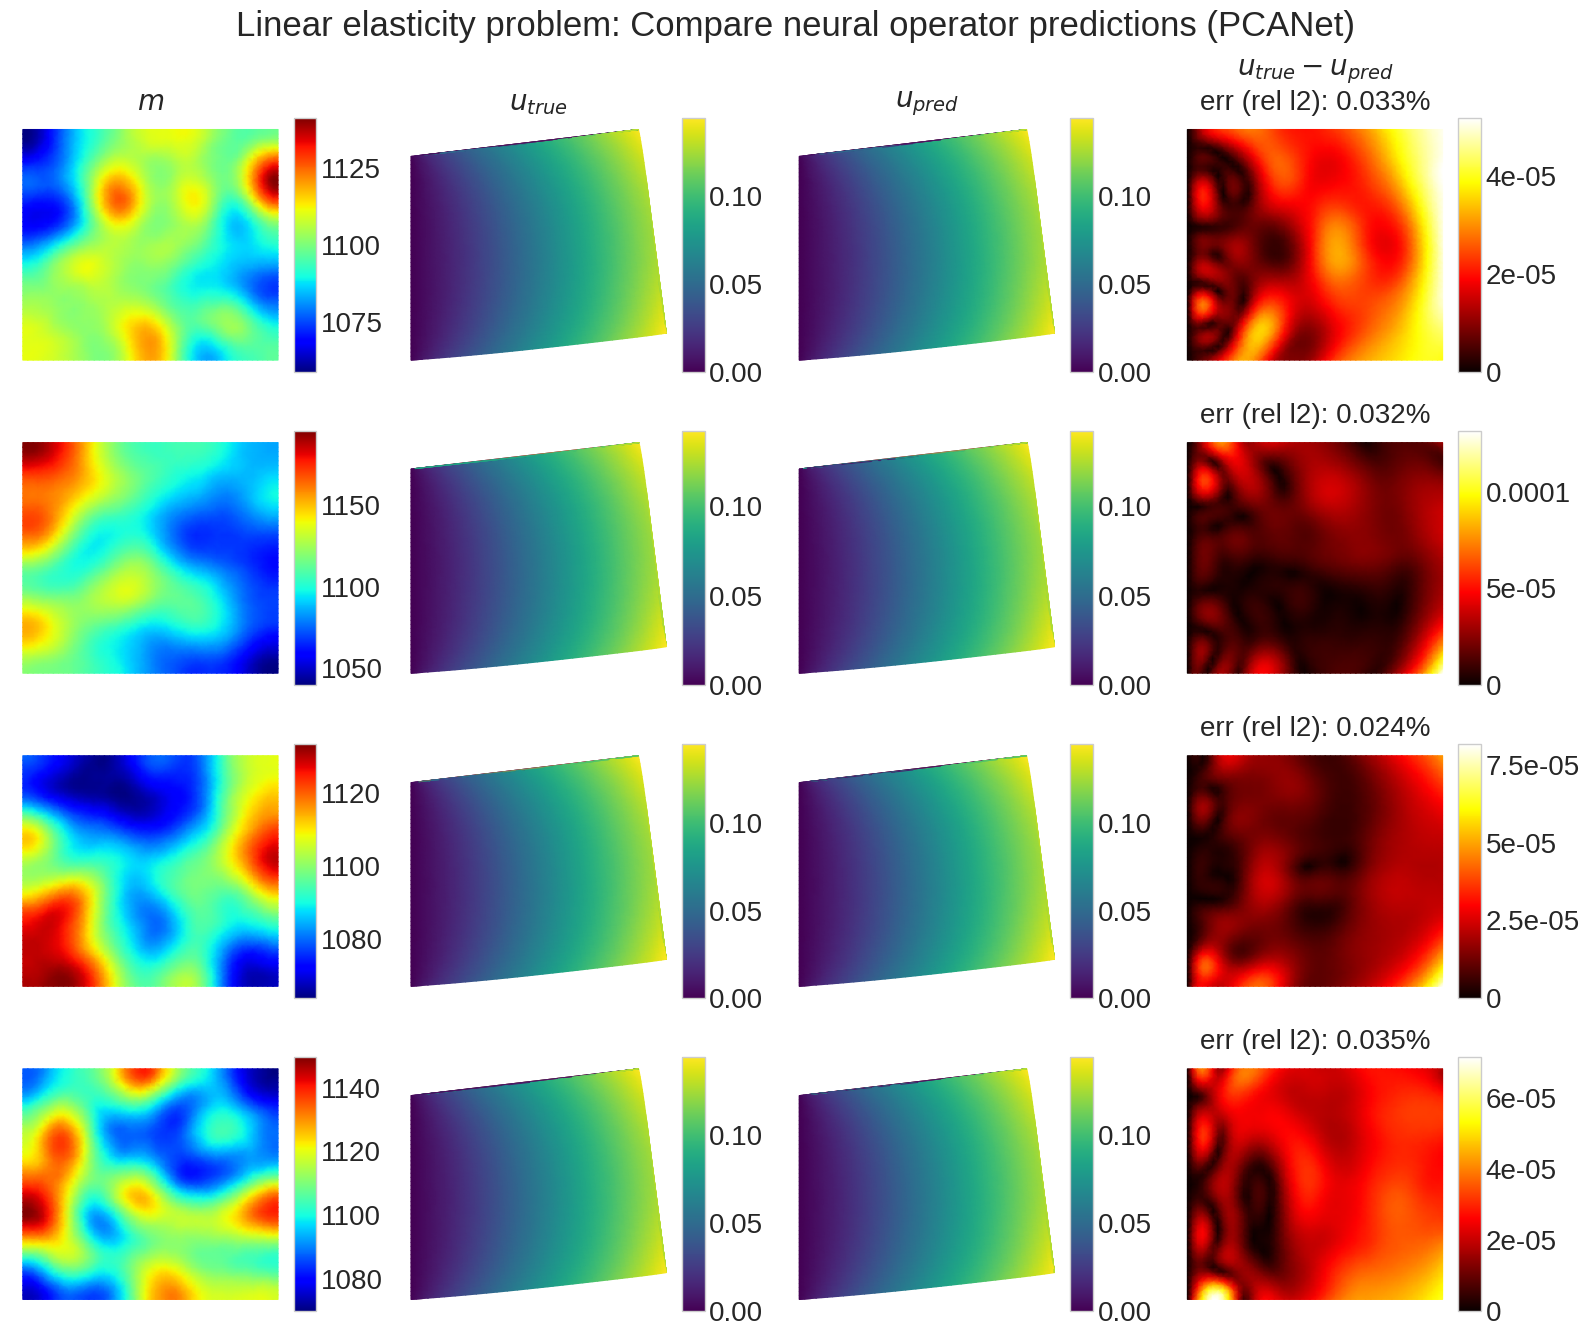 Linear elasticity problem: Compare neural operator predictions (PCANet)
m
u_true
u_pred
u_true − u_pred
err (rel l2): 0.033%
1125
1100
1075
0.10
0.05
0.00
0.10
0.05
0.00
4e-05
2e-05
0
err (rel l2): 0.032%
1150
1100
1050
0.10
0.05
0.00
0.10
0.05
0.00
0.0001
5e-05
0
err (rel l2): 0.024%
1120
1100
1080
0.10
0.05
0.00
0.10
0.05
0.00
7.5e-05
5e-05
2.5e-05
0
err (rel l2): 0.035%
1140
1120
1100
1080
0.10
0.05
0.00
0.10
0.05
0.00
6e-05
4e-05
2e-05
0